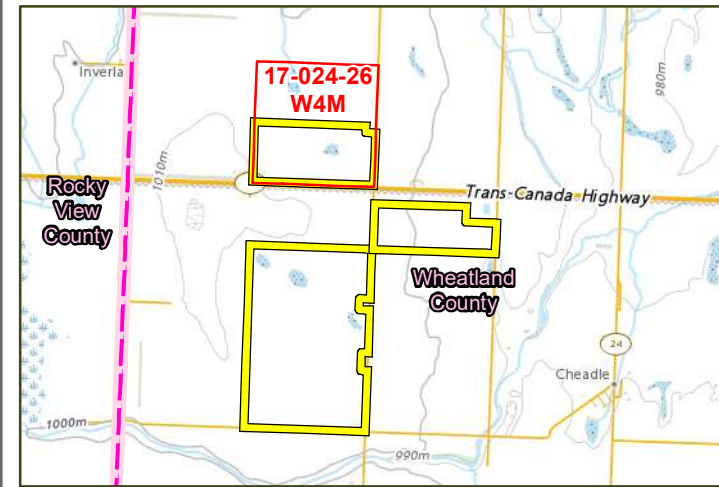 Inverla
17-024-26
W4M
980m
1010m
Rocky
View
County
Trans-Canada Highway
Wheatland
County
24
Cheadle
1000m
990m